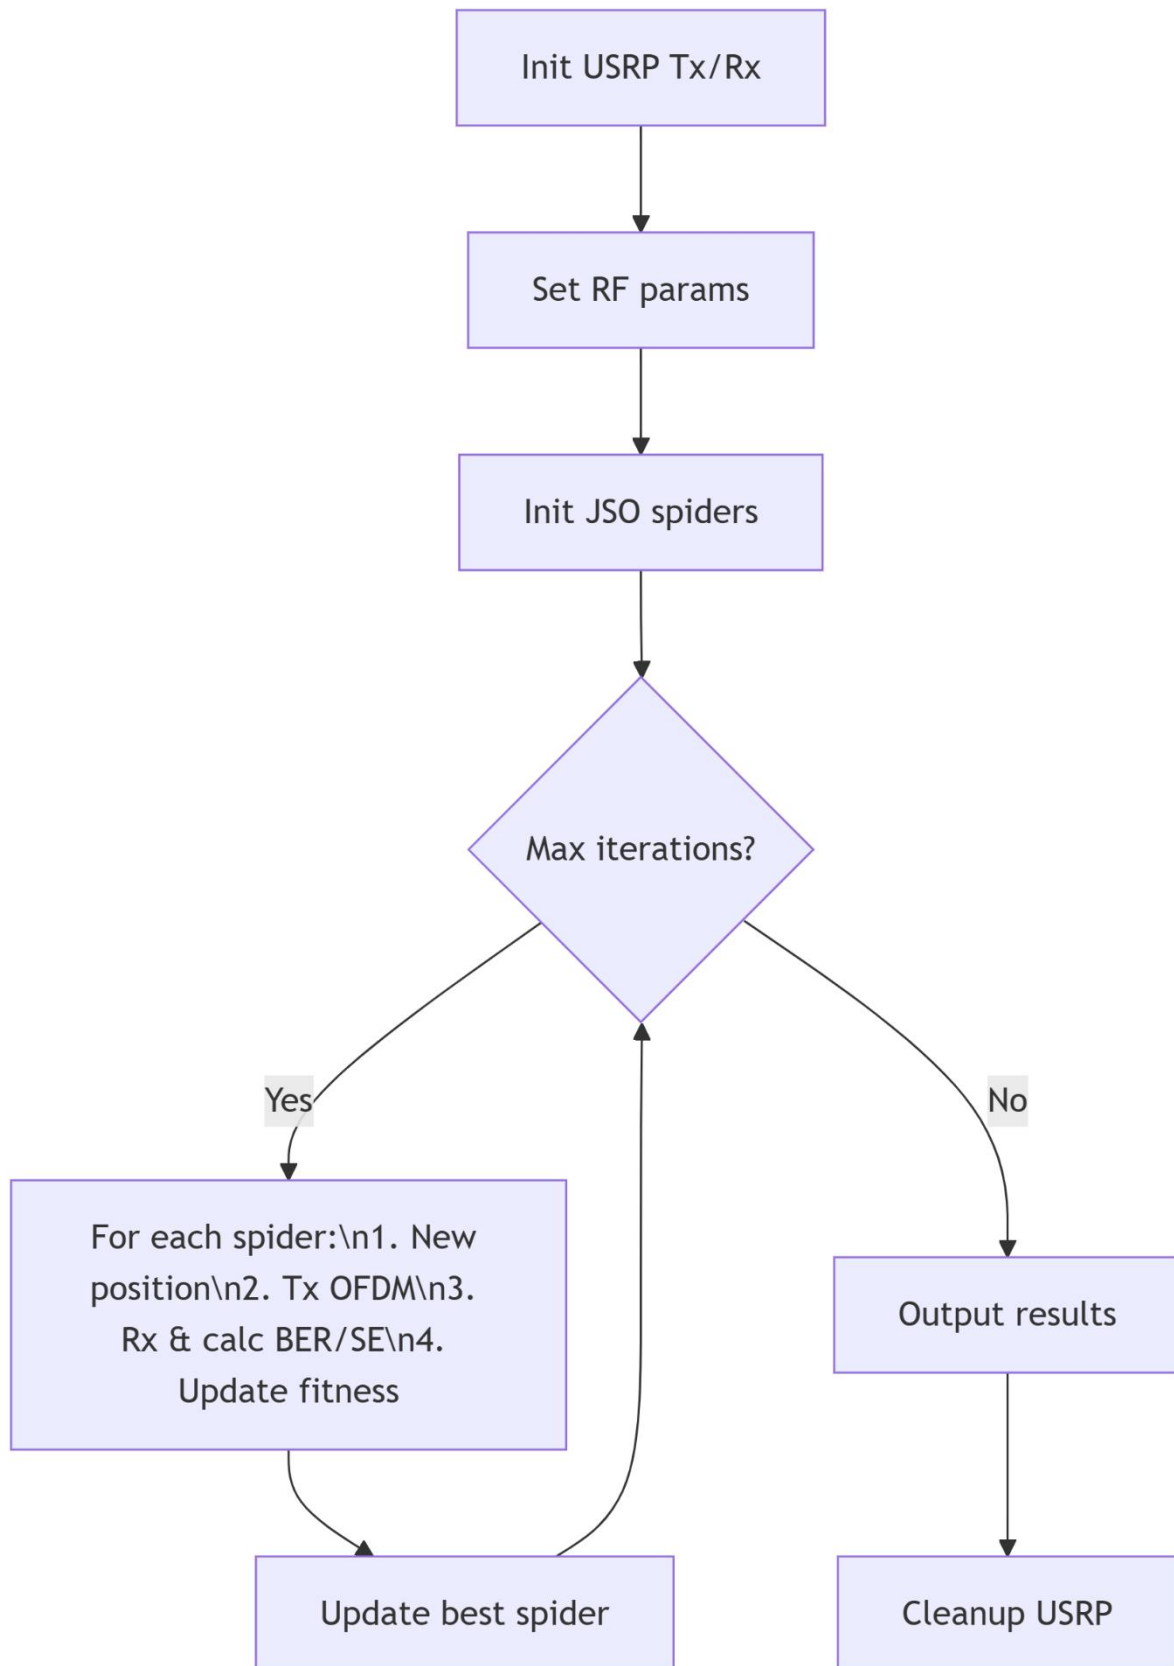 Init USRP Tx/Rx
Set RF params
Init JSO spiders
Max iterations?
Yes
No
For each spider:\n1. New
position\n2. Tx OFDM\n3.
Rx & calc BER/SE\n4.
Update fitness
Output results
Update best spider
Cleanup USRP